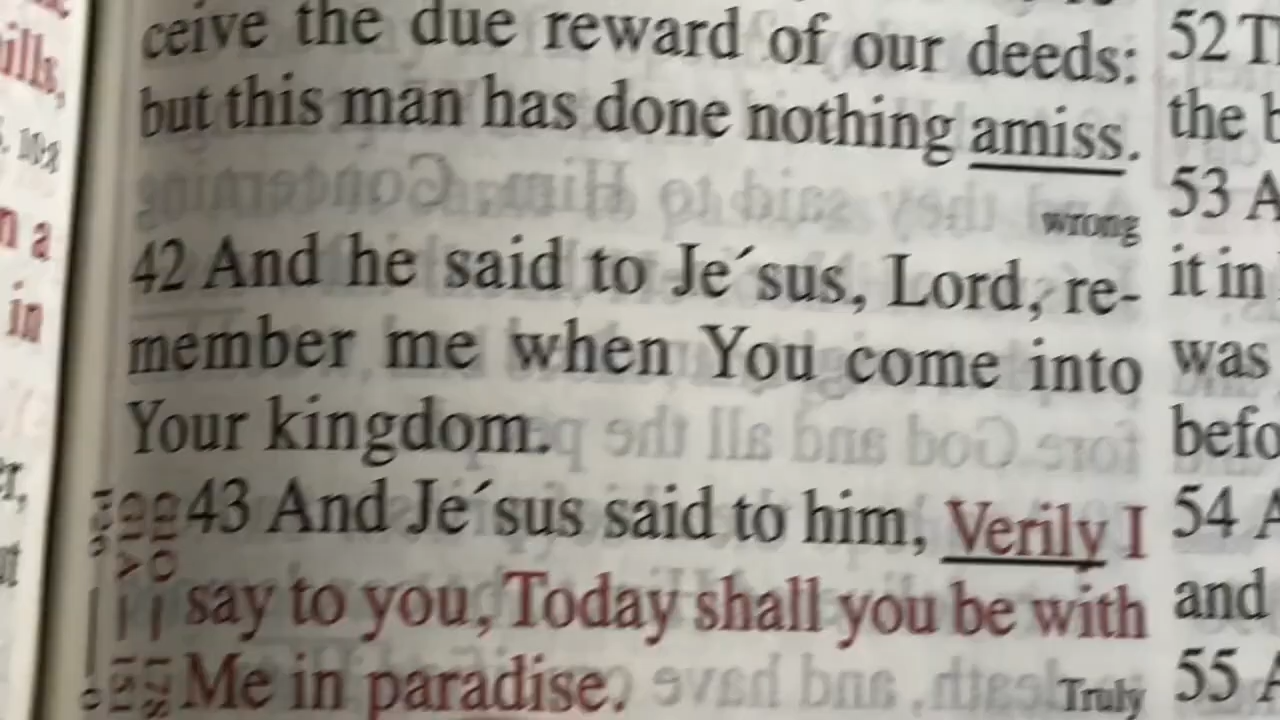 ills,
n a
in
ceive the due reward of our deeds:
but this man has done nothing amiss.
wrong
42 And he said to Je´sus, Lord, re-
member me when You come into
Your kingdom.
43 And Je´sus said to him, Verily I
say to you, Today shall you be with
Me in paradise.
Truly
52 T
the b
53 A
it in
was
befo
54 A
and
55 A